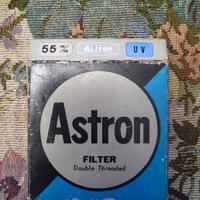 55 m/m Astron UV
Astron
FILTER
Double Threaded